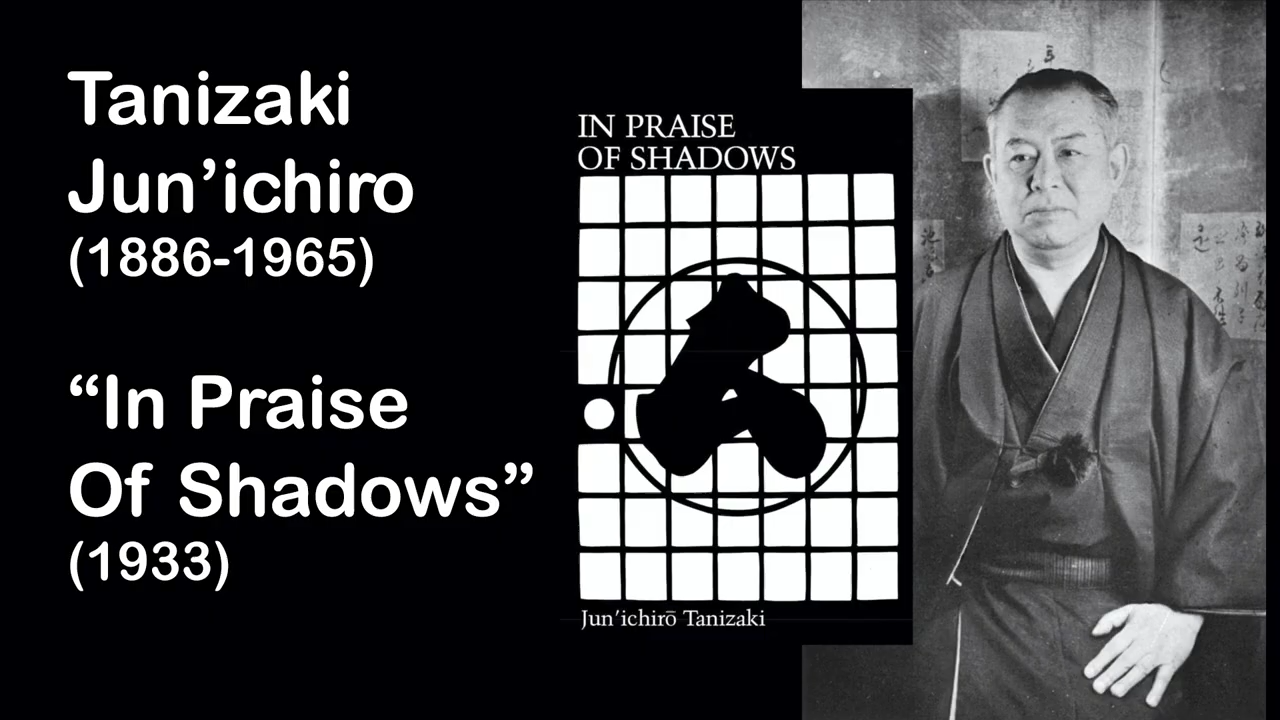 Tanizaki
Jun’ichiro
(1886-1965)
“In Praise
Of Shadows”
(1933)
IN PRAISE
OF SHADOWS
Jun’ichirō Tanizaki